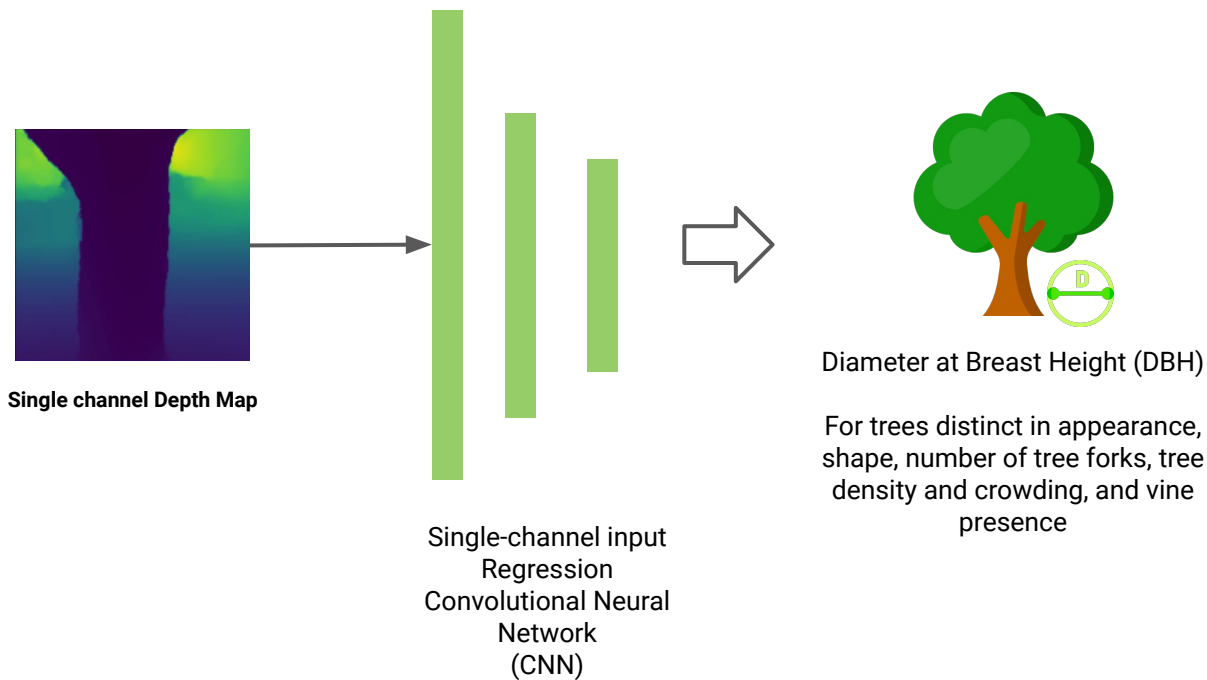 Single channel Depth Map
Single-channel input
Regression
Convolutional Neural
Network
(CNN)
D
Diameter at Breast Height (DBH)
For trees distinct in appearance,
shape, number of tree forks, tree
density and crowding, and vine
presence